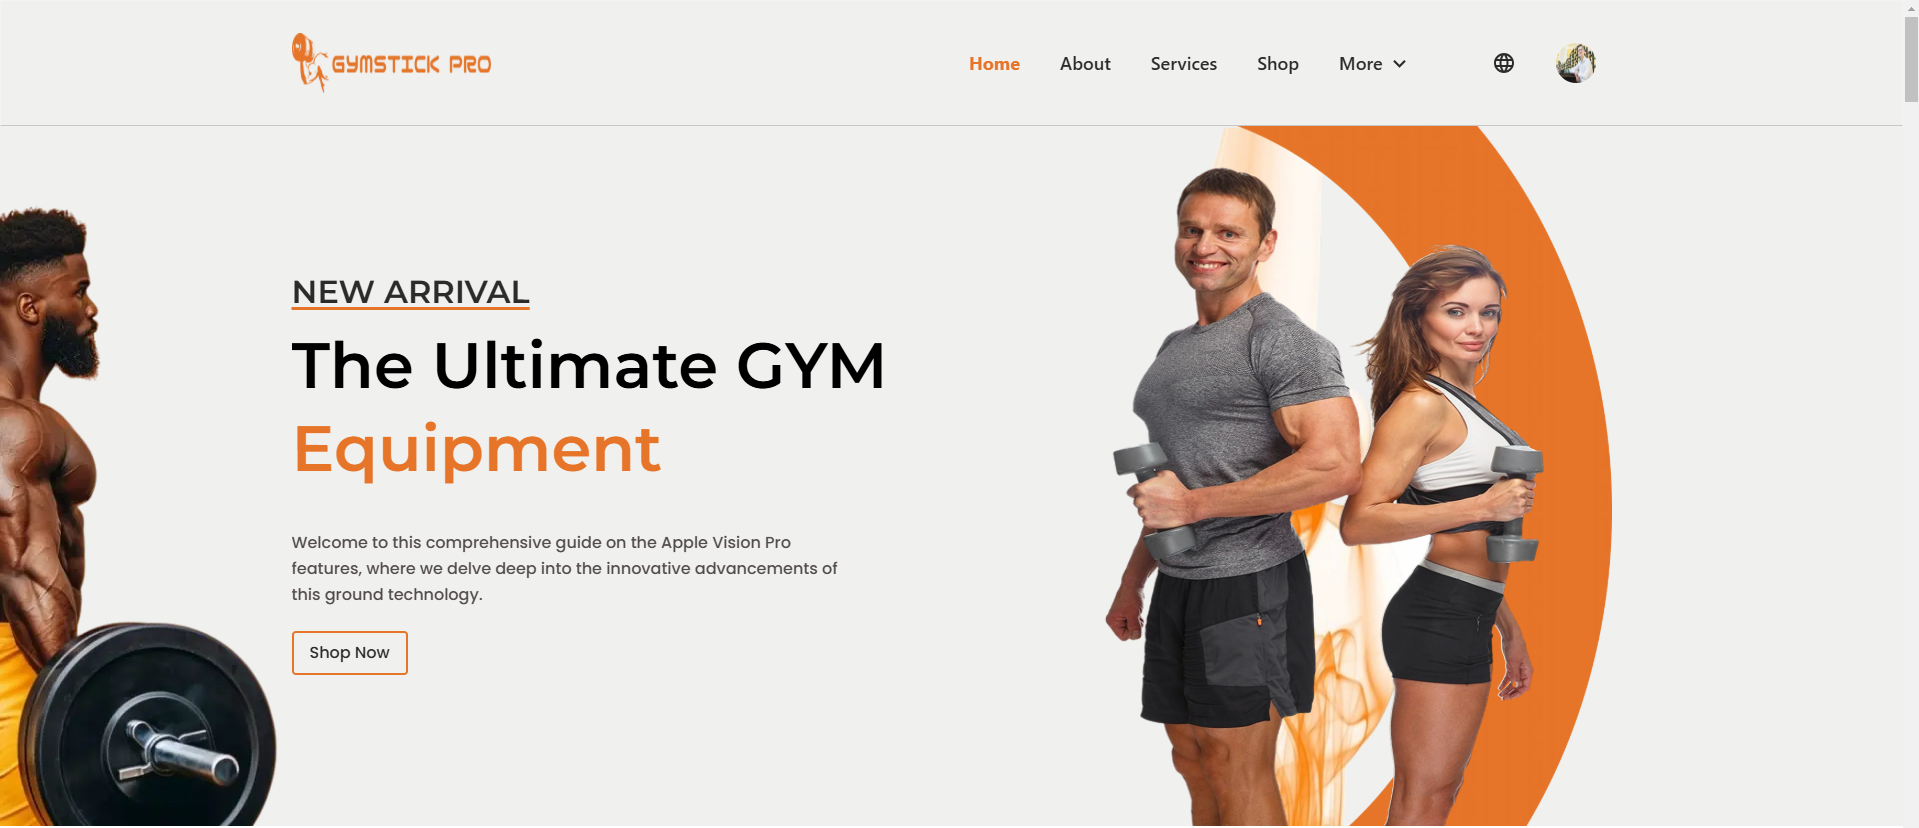 GYMSTICK PRO
Home About Services Shop More
NEW ARRIVAL
The Ultimate GYM
Equipment
Welcome to this comprehensive guide on the Apple Vision Pro
features, where we delve deep into the innovative advancements of
this ground technology.
Shop Now